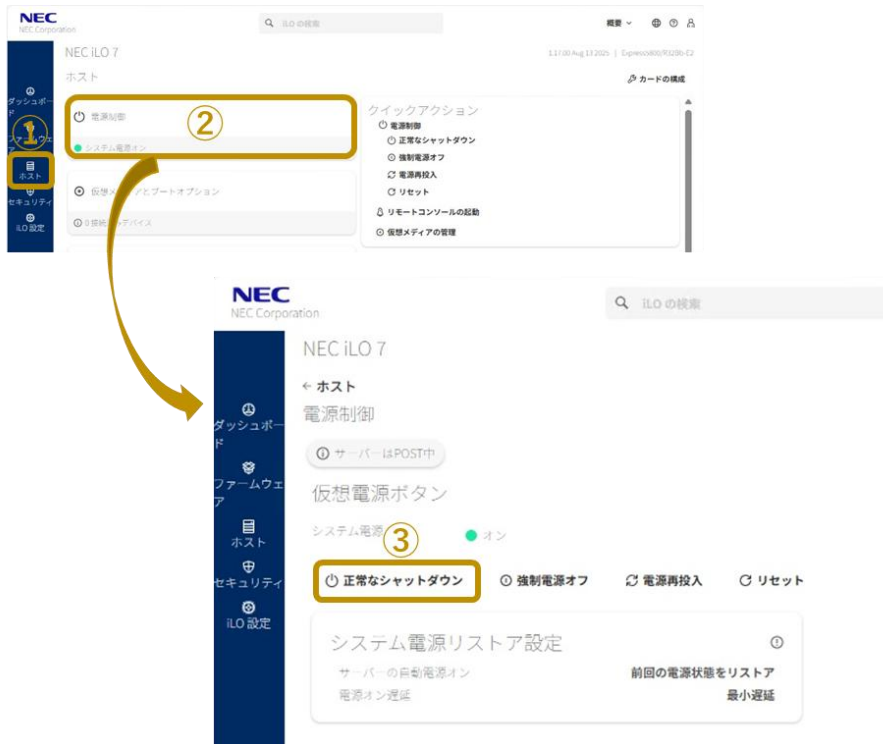 NEC
NEC Corporation
iLO の検索
概要
NEC iLO 7
1.17.00 Aug 13 2025 | Express5800/R320i-E2
ホスト
カードの構成
ダッシュボード
①
ファームウェア
ホスト
セキュリティ
iLO 設定
電源制御
②
システム電源オン
仮想メディアとブートオプション
0 接続
デバイス
クイックアクション
電源制御
正常なシャットダウン
強制電源オフ
電源再投入
リセット
リモートコンソールの起動
仮想メディアの管理
NEC
NEC Corporation
iLO の検索
NEC iLO 7
← ホスト
電源制御
サーバーはPOST中
仮想電源ボタン
システム電源
③
オン
正常なシャットダウン
強制電源オフ
電源再投入
リセット
ダッシュボー
ド
ファームウェ
ア
ホスト
セキュリティ
iLO 設定
システム電源リストア設定
サーバーの自動電源オン
前回の電源状態をリストア
電源オン遅延
最小遅延